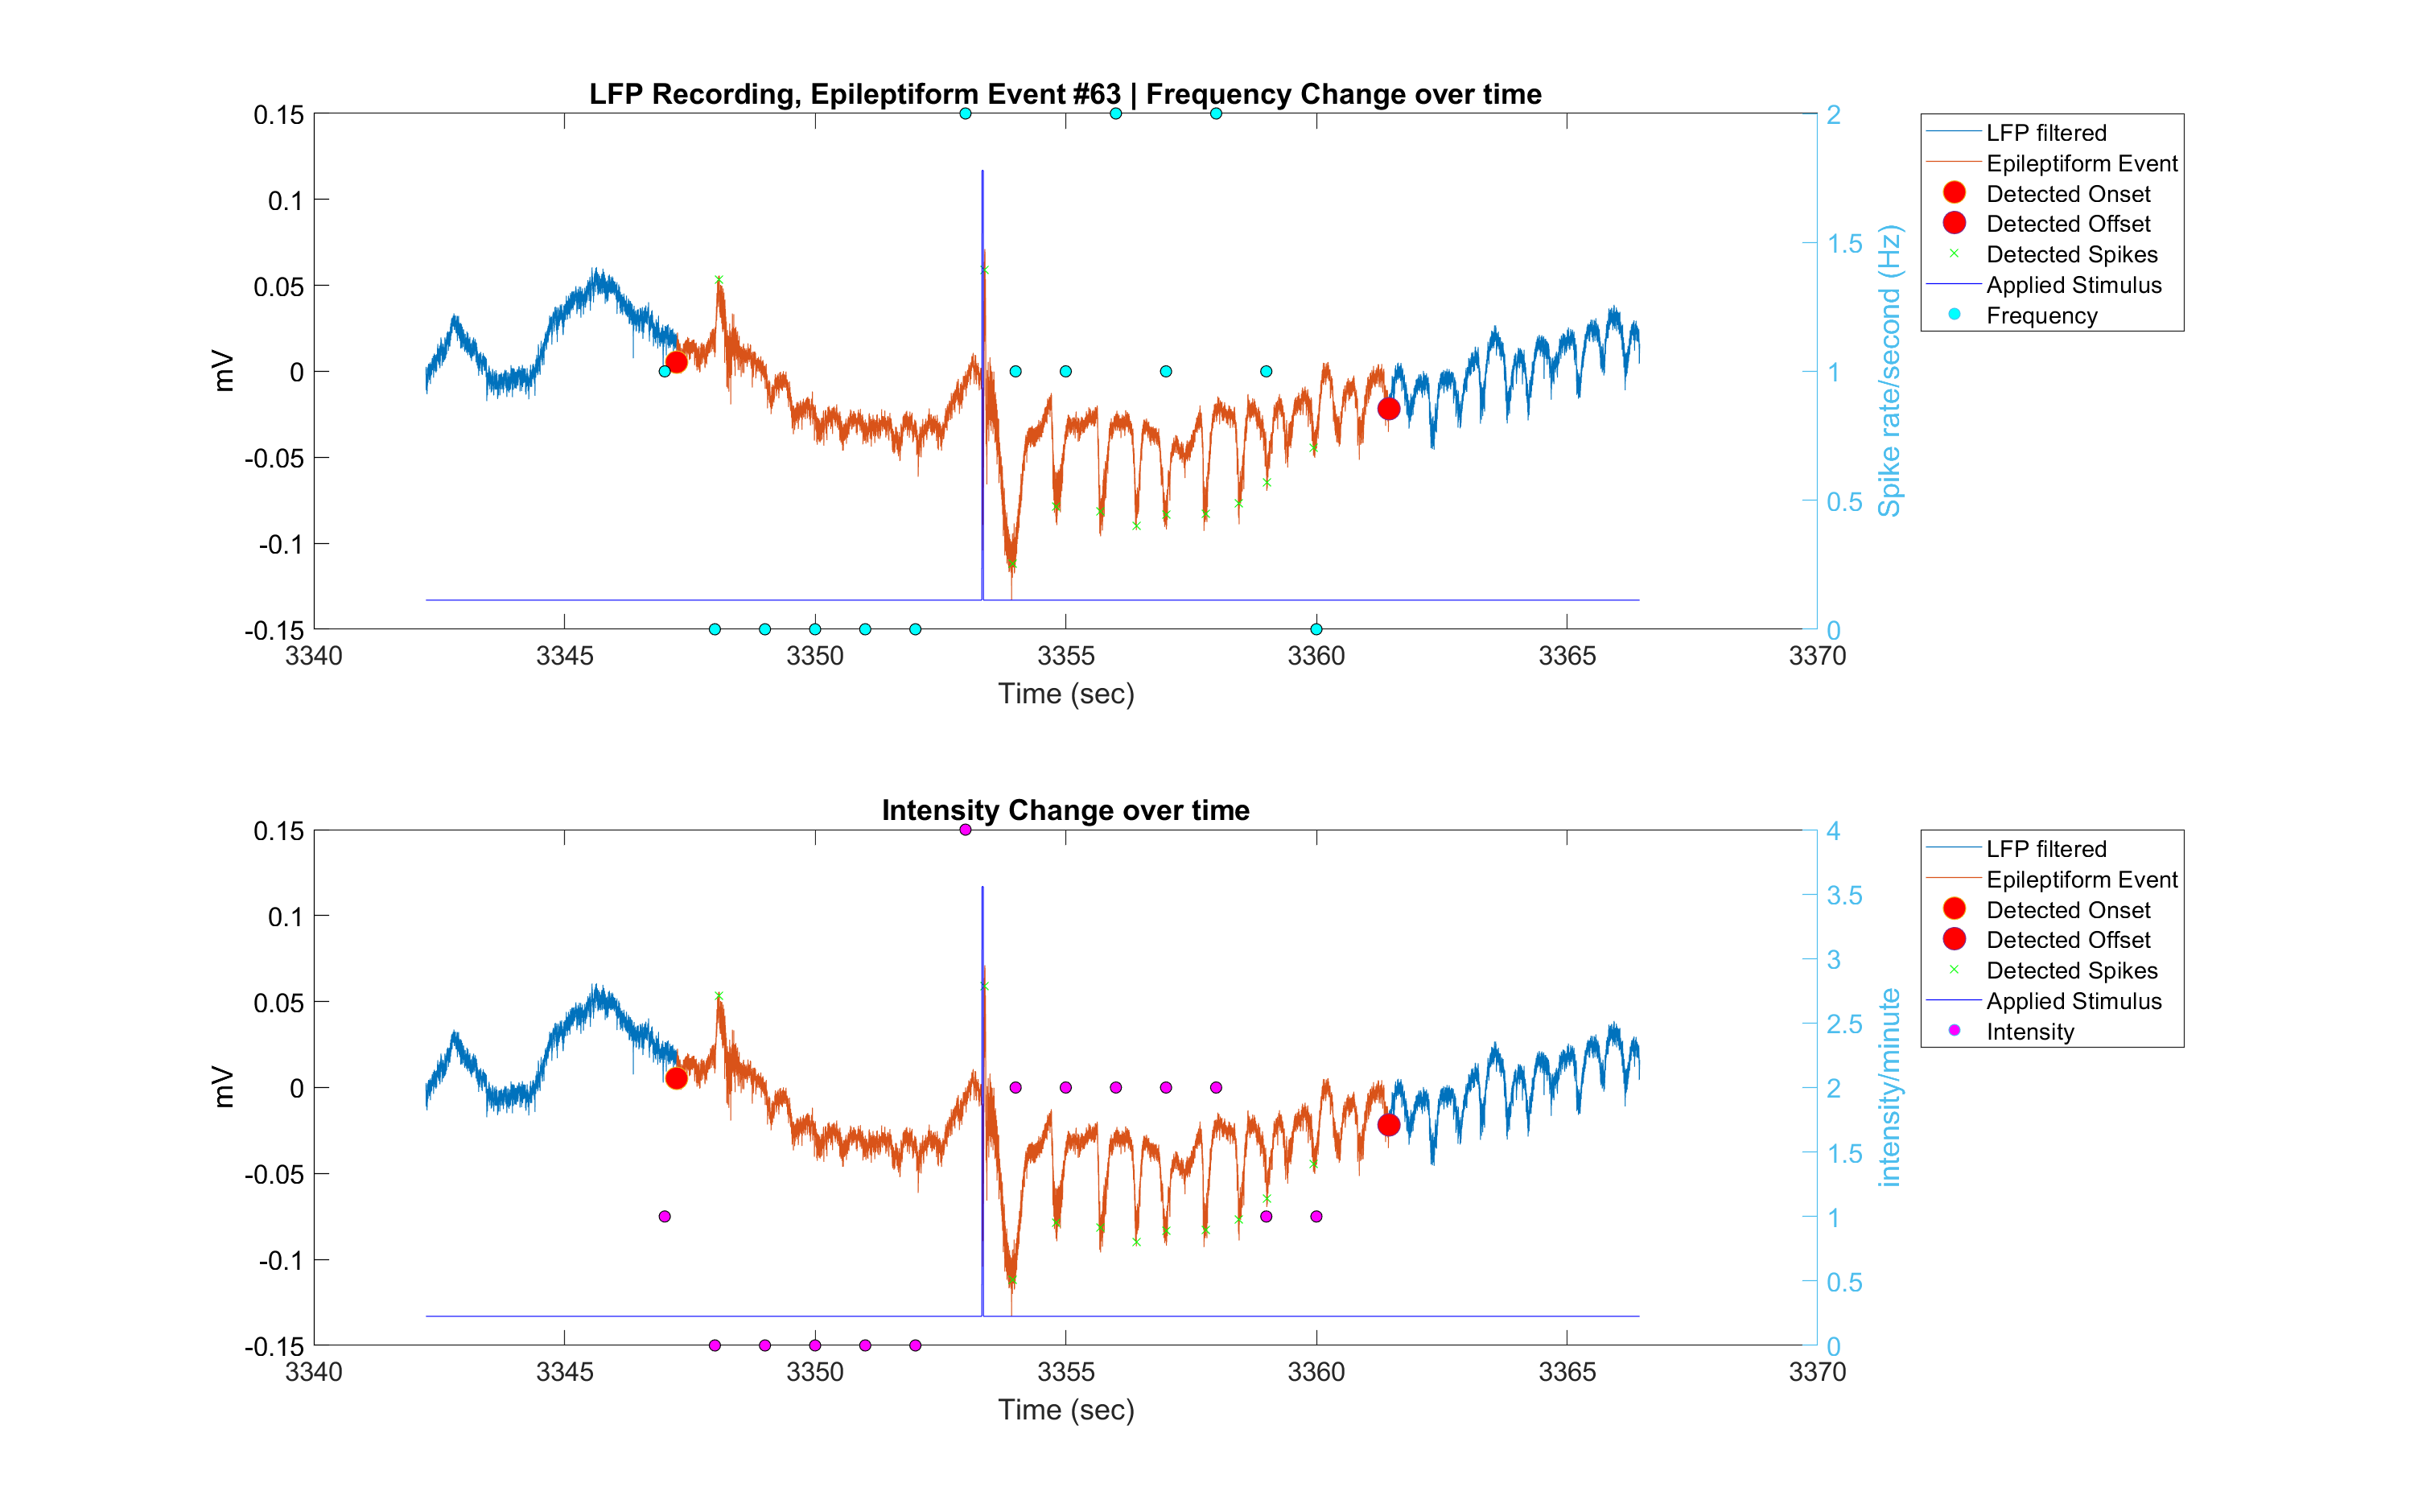 LFP Recording, Epileptiform Event #63 | Frequency Change over time
0.15
0.1
0.05
0
-0.05
-0.1
-0.15
mV
3340
3345
3350
3355
3360
3365
3370
Time (sec)
2
1.5
1
0.5
0
Spike rate/second (Hz)
LFP filtered
Epileptiform Event
Detected Onset
Detected Offset
Detected Spikes
Applied Stimulus
Frequency
Intensity Change over time
0.15
0.1
0.05
0
-0.05
-0.1
-0.15
mV
3340
3345
3350
3355
3360
3365
3370
Time (sec)
4
3.5
3
2.5
2
1.5
1
0.5
0
intensity/minute
LFP filtered
Epileptiform Event
Detected Onset
Detected Offset
Detected Spikes
Applied Stimulus
Intensity